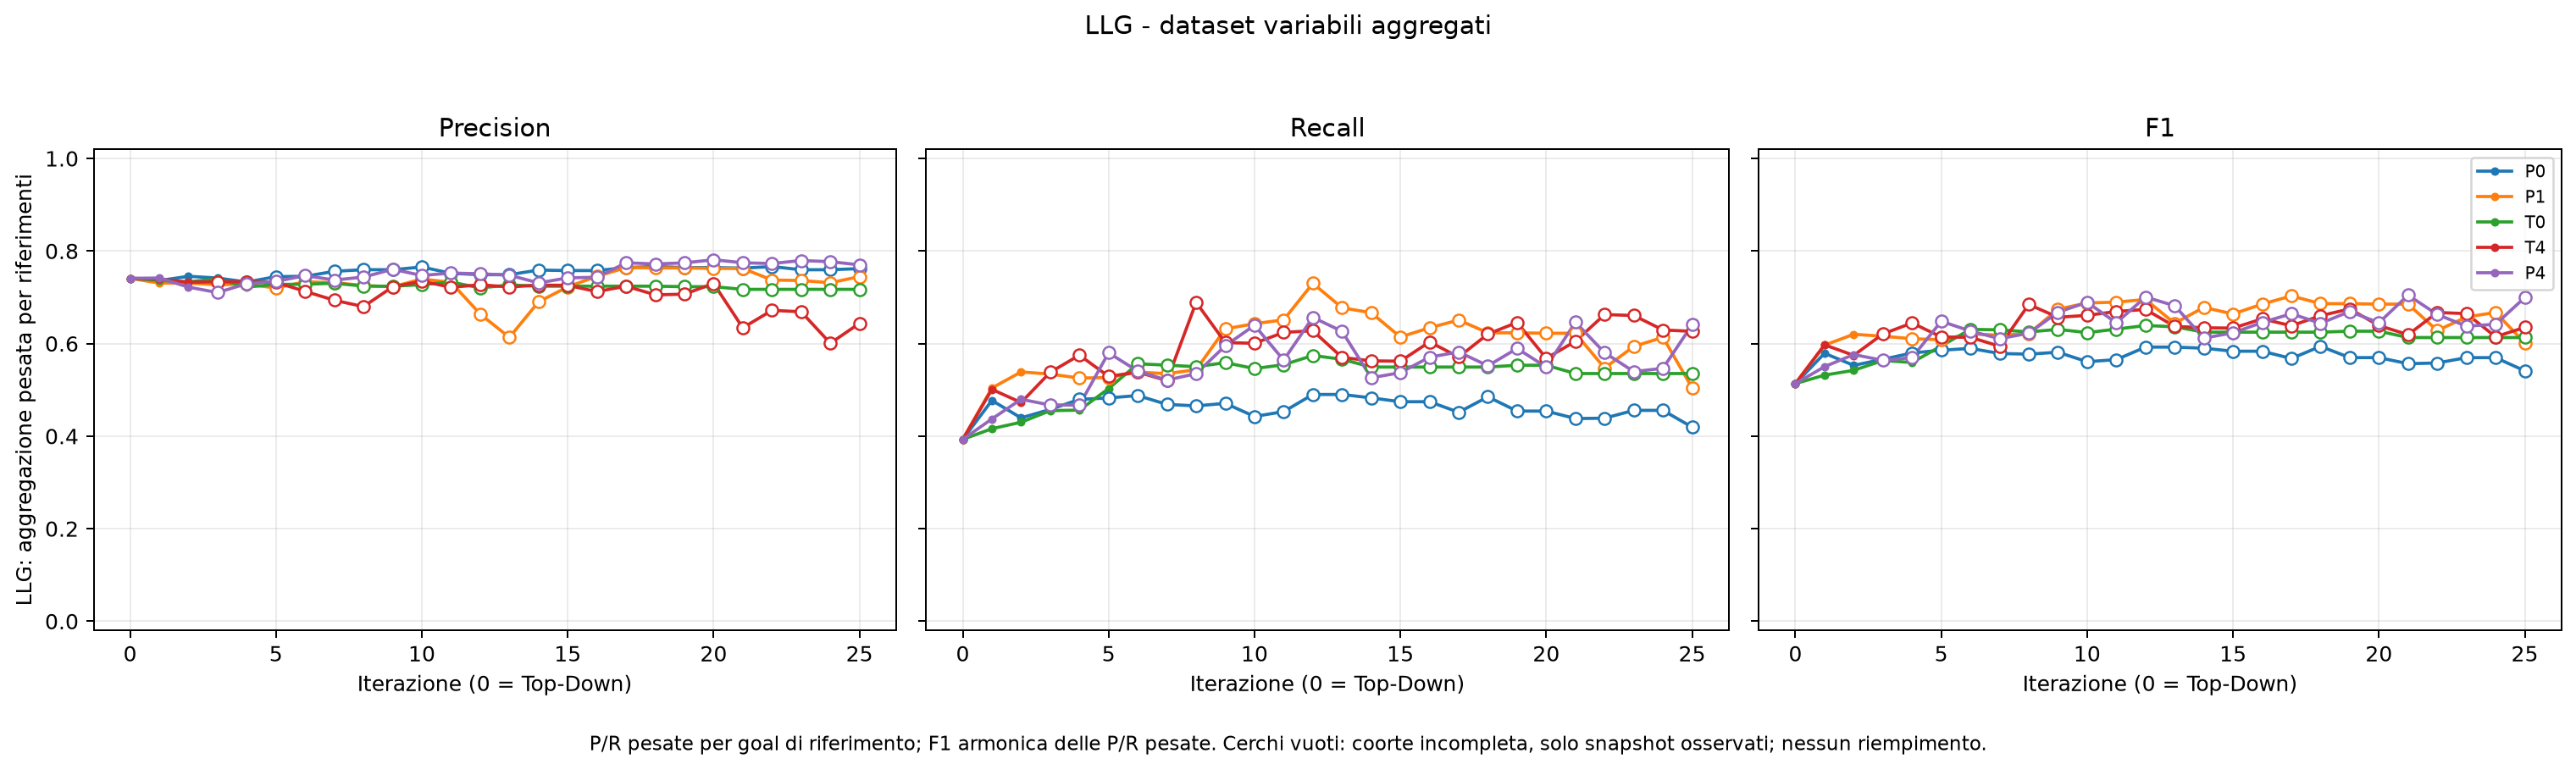 LLG - dataset variabili aggregati
Precision
Recall
F1
LLG: aggregazione pesata per riferimenti
1.0
0.8
0.6
0.4
0.2
0.0
P0
P1
T0
T4
P4
0 5 10 15 20 25
0 5 10 15 20 25
0 5 10 15 20 25
Iterazione (0 = Top-Down)
Iterazione (0 = Top-Down)
Iterazione (0 = Top-Down)
P/R pesate per goal di riferimento; F1 armonica delle P/R pesate. Cerchi vuoti: coorte incompleta, solo snapshot osservati; nessun riempimento.